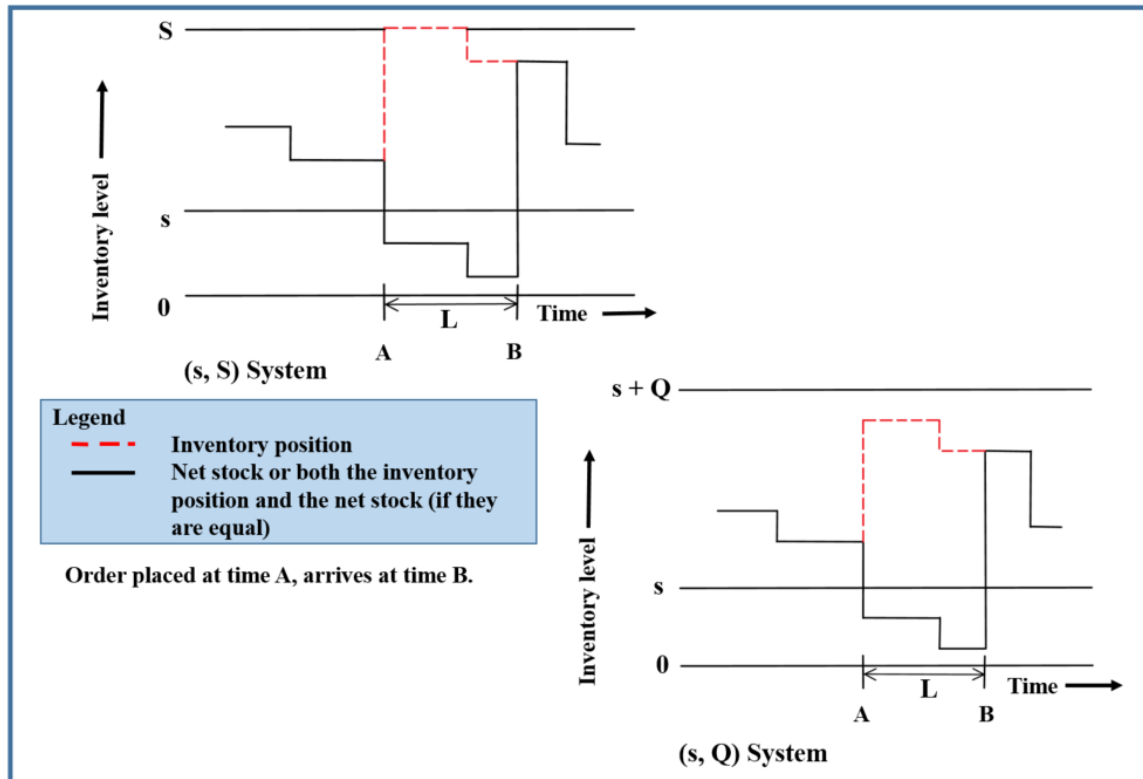 S
Inventory level
s
0
L
Time
A
B
(s, S) System
Legend
Inventory position
Net stock or both the inventory
position and the net stock (if they
are equal)
Order placed at time A, arrives at time B.
s + Q
Inventory level
s
0
L
Time
A
B
(s, Q) System